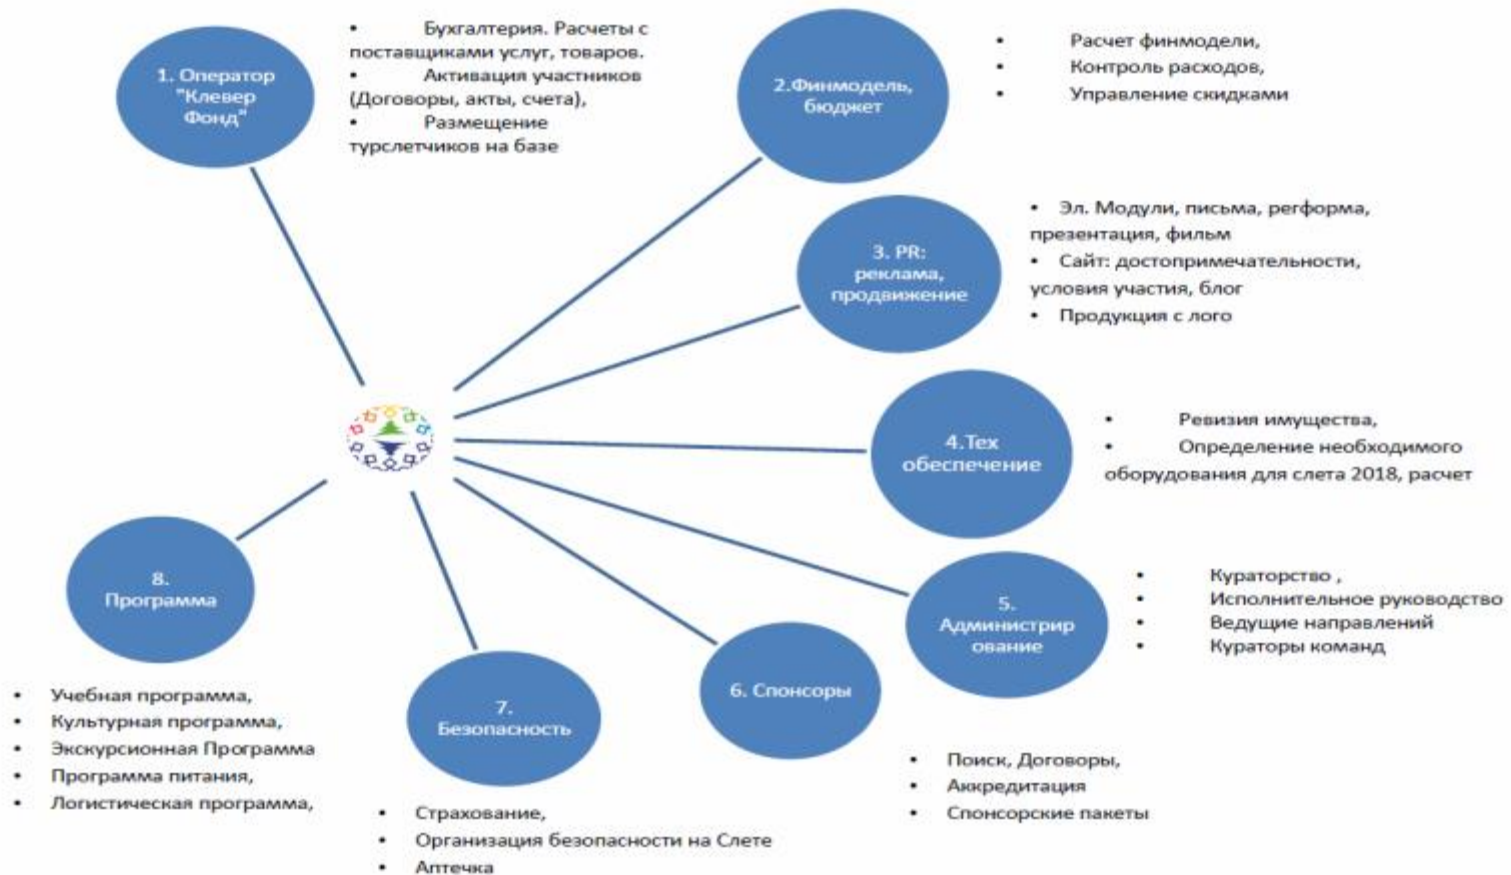 1. Оператор
"Клевер
Фонд"
• Бухгалтерия. Расчеты с
поставщиками услуг, товаров.
• Активация участников
(Договоры, акты, счета),
• Размещение
турслетчиков на базе
2.Финмодель,
бюджет
• Расчет финмодели,
• Контроль расходов,
• Управление скидками
3. PR:
реклама,
продвижение
• Эл. Модули, письма, регформа,
презентация, фильм
• Сайт: достопримечательности,
условия участия, блог
• Продукция с лого
4.Тех
обеспечение
• Ревизия имущества,
• Определение необходимого
оборудования для слета 2018, расчет
5.
Администрир
ование
• Кураторство ,
• Исполнительное руководство
• Ведущие направлений
• Кураторы команд
6. Спонсоры
• Поиск, Договоры,
• Аккредитация
• Спонсорские пакеты
7.
Безопасность
• Страхование,
• Организация безопасности на Слете
• Аптечка
8.
Программа
• Учебная программа,
• Культурная программа,
• Экскурсионная Программа
• Программа питания,
• Логистическая программа,